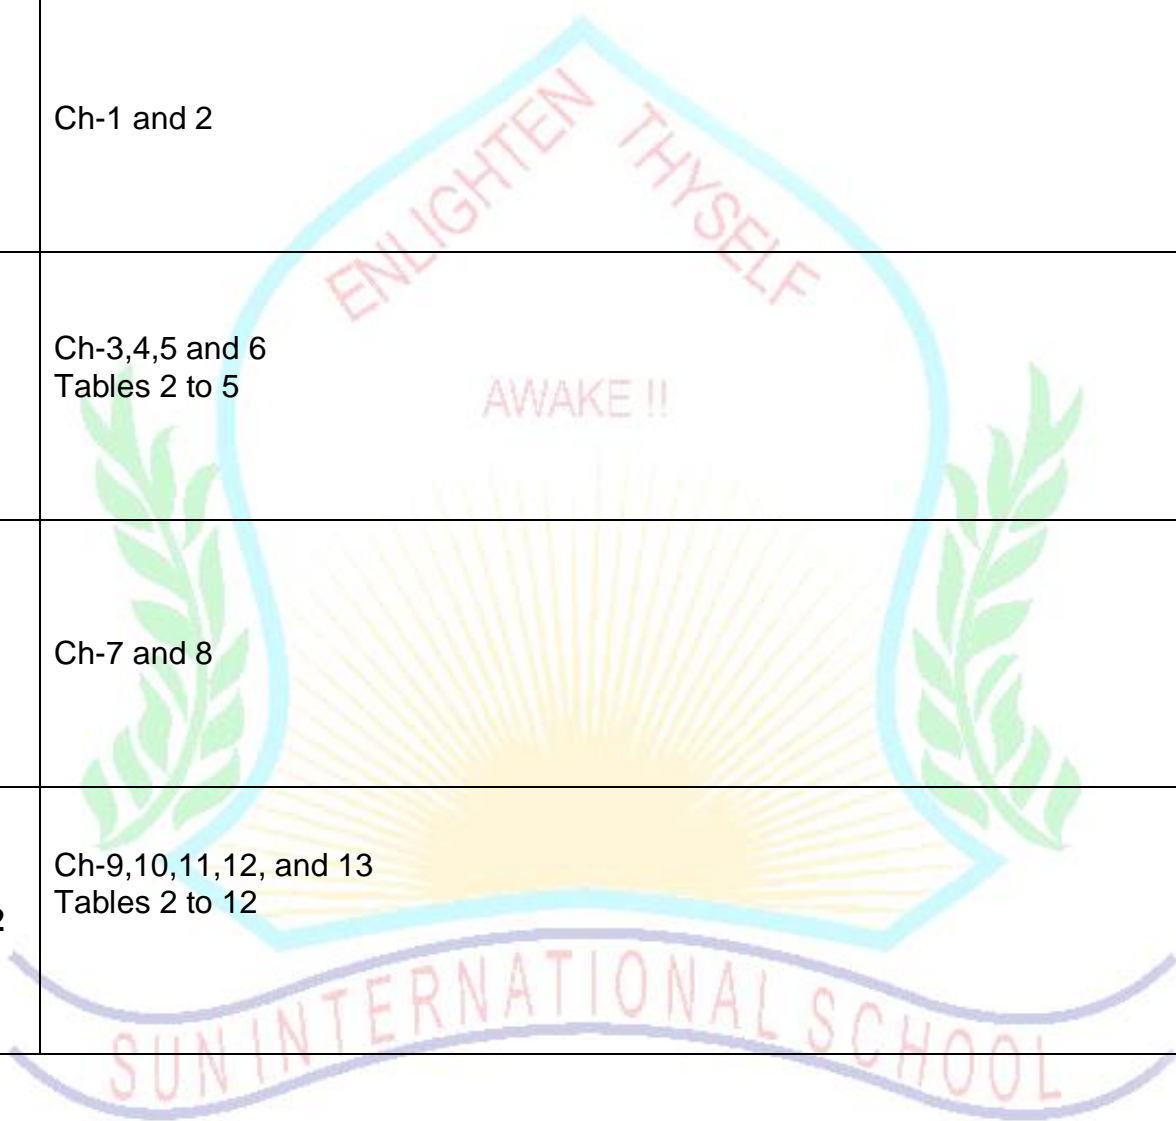 Ch-1 and 2
ENLIGHTEN THYSELF
Ch-3,4,5 and 6
Tables 2 to 5
AWAKE !!
Ch-7 and 8
Ch-9,10,11,12, and 13
Tables 2 to 12
2
SUN INTERNATIONAL SCHOOL